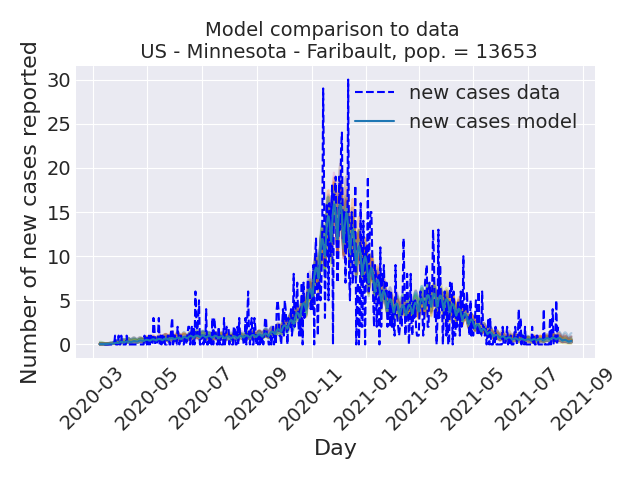 Model comparison to data
US - Minnesota - Faribault, pop. = 13653
Number of new cases reported
30
25
20
15
10
5
0
new cases data
new cases model
2020-03
2020-05
2020-07
2020-09
2020-11
2021-01
2021-03
2021-05
2021-07
2021-09
Day